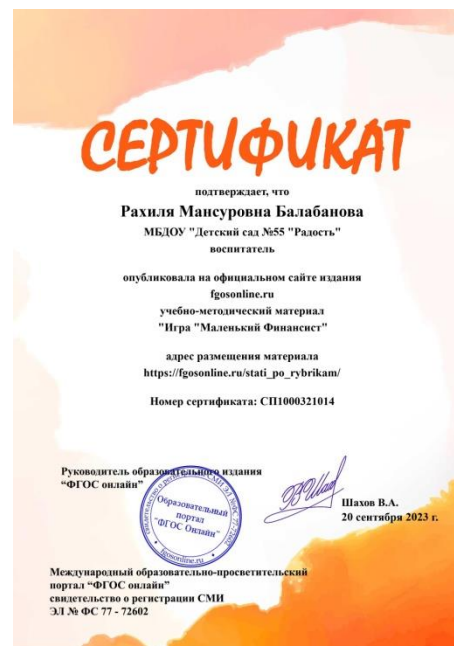 СЕРТИФИКАТ
подтверждает, что
Рахиля Мансуровна Балабанова
МБДОУ "Детский сад №55 "Радость"
воспитатель
опубликовала на официальном сайте издания
fgosonline.ru
учебно-методический материал
"Игра "Маленький Финансист"
адрес размещения материала
https://fgosonline.ru/stati_po_rybrikam/
Номер сертификата: СП1000321014
Руководитель образовательного издания
“ФГОС онлайн”
Образовательный
портал
"ФГОС Онлайн"
fgosonline.ru
Шахов В.А.
20 сентября 2023 г.
Международный образовательно-просветительский
портал “ФГОС онлайн”
свидетельство о регистрации СМИ
ЭЛ № ФС 77 - 72602